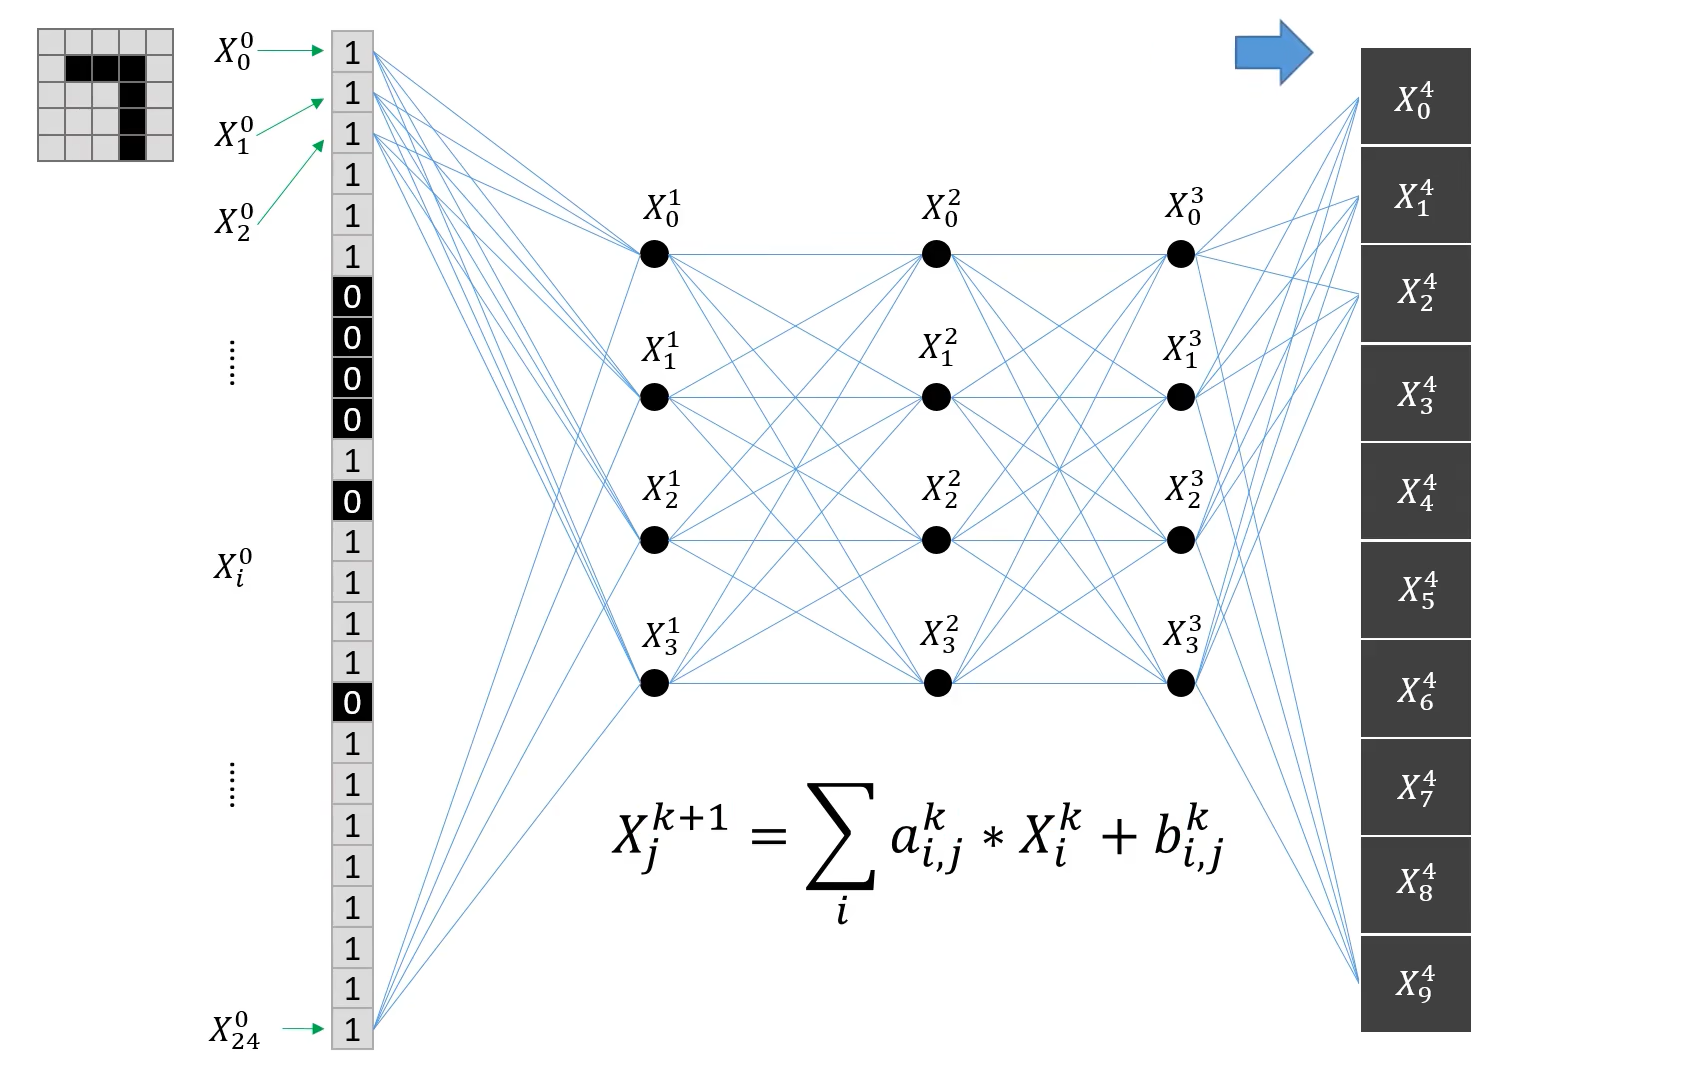 X_0^0
X_1^0
X_2^0
......
X_i^0
......
X_24^0
1
1
1
1
1
1
0
0
0
0
1
0
1
1
1
1
0
1
1
1
1
1
1
1
1
X_0^1 X_0^2 X_0^3
X_1^1 X_1^2 X_1^3
X_2^1 X_2^2 X_2^3
X_3^1 X_3^2 X_3^3
X_j^{k+1} = ∑_i a_{i,j}^k * X_i^k + b_{i,j}^k
X_0^4
X_1^4
X_2^4
X_3^4
X_4^4
X_5^4
X_6^4
X_7^4
X_8^4
X_9^4